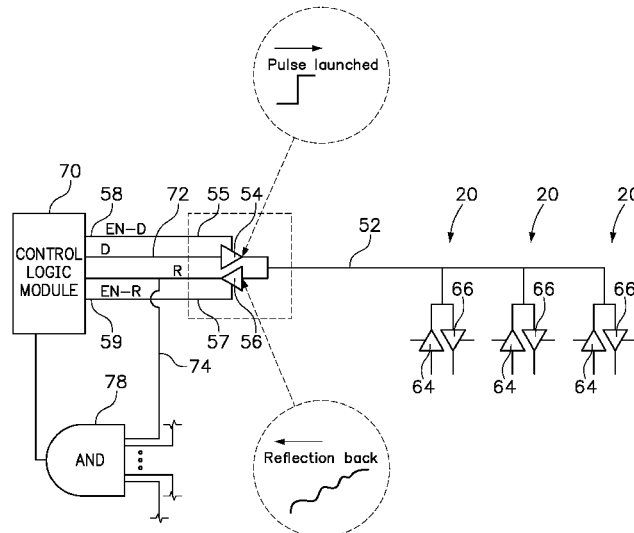 Pulse launched
70
58
72
55
54
20
20
20
EN-D
52
CONTROL
LOGIC
MODULE
D
R
66
66
66
EN-R
59
57
56
64
64
64
74
78
AND
Reflection back